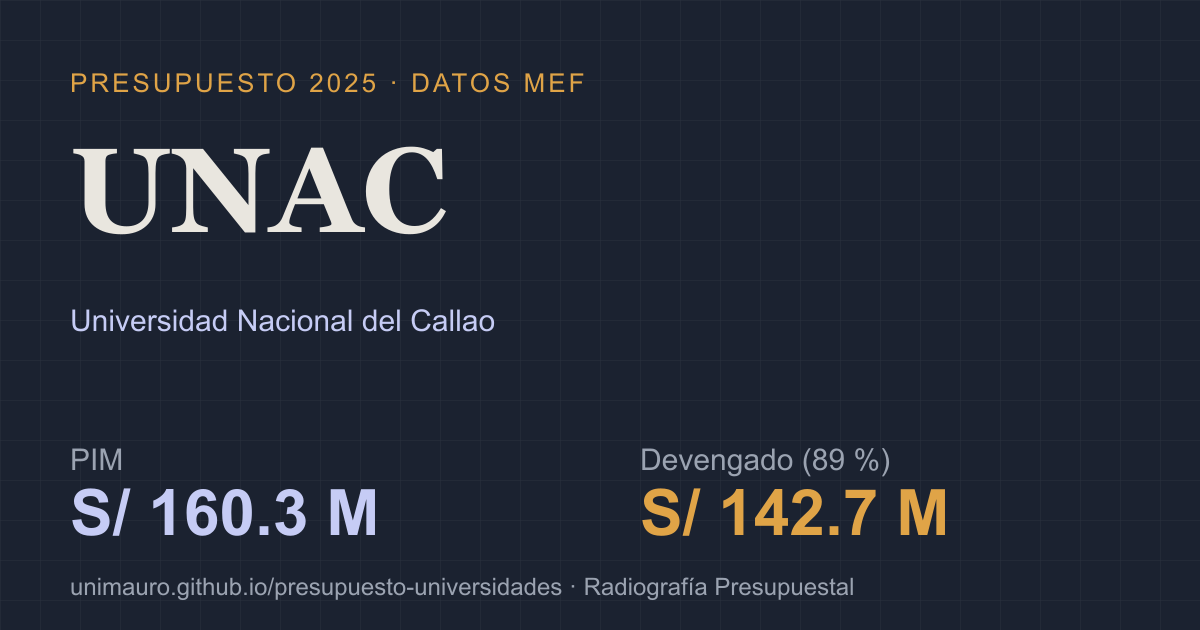 PRESUPUESTO 2025 · DATOS MEF
UNAC
Universidad Nacional del Callao
PIM
S/ 160.3 M
Devengado (89 %)
S/ 142.7 M
unimauro.github.io/presupuesto-universidades · Radiografía Presupuestal